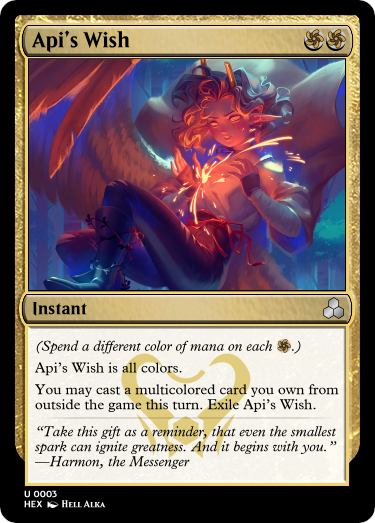 Api's Wish
Instant
(Spend a different color of mana on each .)
Api's Wish is all colors.
You may cast a multicolored card you own from
outside the game this turn. Exile Api's Wish.
“Take this gift as a reminder, that even the smallest
spark can ignite greatness. And it begins with you.”
—Harmon, the Messenger
U 0003
HEX Hell Alka